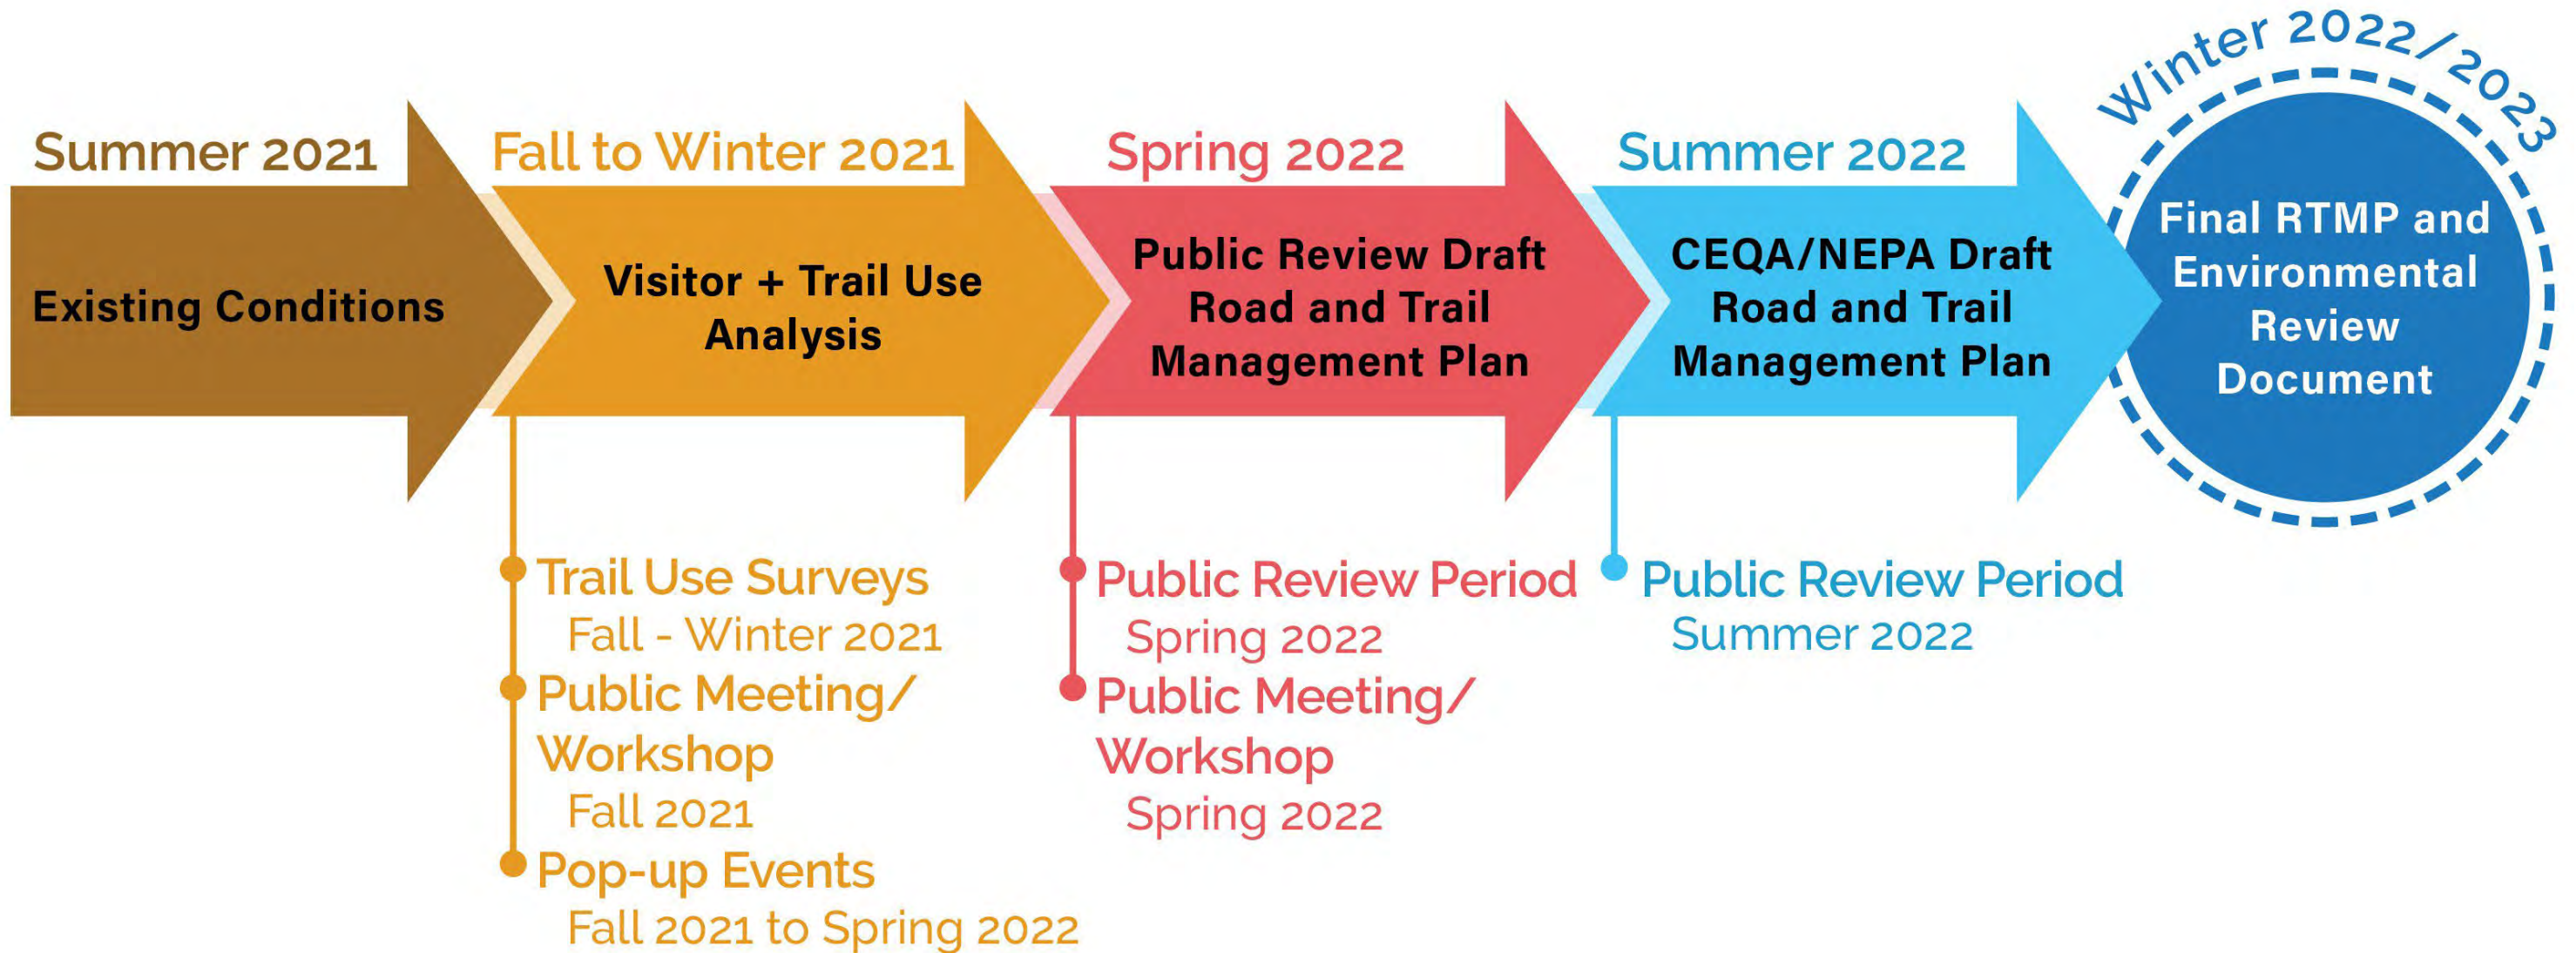 Summer 2021
Existing Conditions
Fall to Winter 2021
Visitor + Trail Use
Analysis
Trail Use Surveys
Fall - Winter 2021
Public Meeting/
Workshop
Fall 2021
Pop-up Events
Fall 2021 to Spring 2022
Spring 2022
Public Review Draft
Road and Trail
Management Plan
Public Review Period
Spring 2022
Public Meeting/
Workshop
Spring 2022
Summer 2022
CEQA/NEPA Draft
Road and Trail
Management Plan
Public Review Period
Summer 2022
Winter 2022/2023
Final RTMP and
Environmental
Review
Document